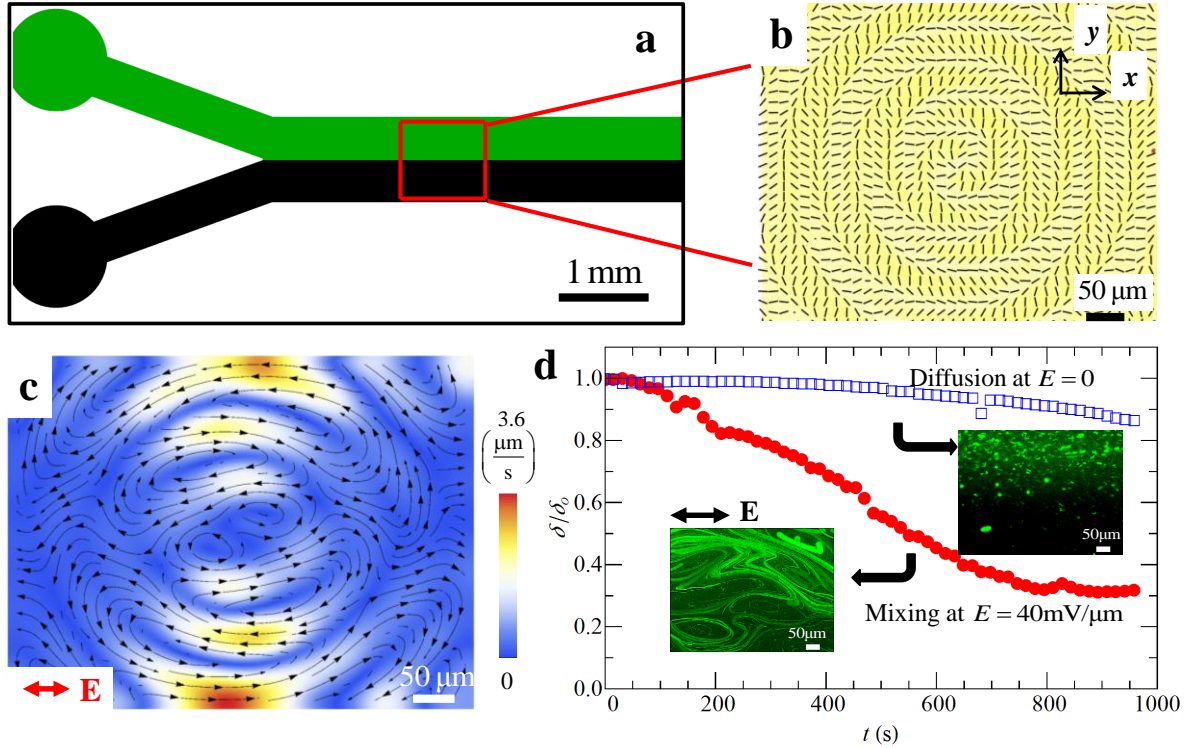 a
1 mm
b
y
x
50 μm
c
3.6
μm
s
0
E
50 μm
d
1.0
0.8
0.6
0.4
0.2
0.0
δ/δo
Diffusion at E = 0
50μm
E
50μm
Mixing at E = 40mV/μm
0
200
400
600
800
1000
t (s)